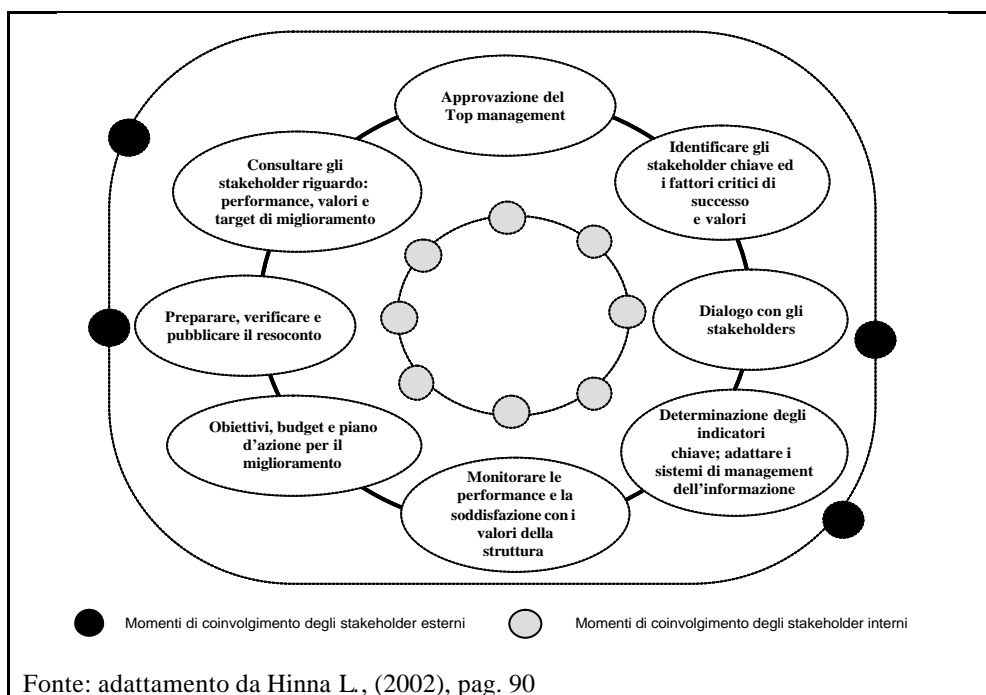 Approvazione del
Top management
Identificare gli
stakeholder chiave ed
i fattori critici di
successo
e valori
Dialogo con gli
stakeholders
Determinazione degli
indicatori
chiave; adattare i
sistemi di management
dell'informazione
Monitorare le
performance e la
soddisfazione con i
valori della
struttura
Obiettivi, budget e piano
d'azione per il
miglioramento
Preparare, verificare e
pubblicare il resoconto
Consultare gli
stakeholder riguardo:
performance, valori e
target di miglioramento
Momenti di coinvolgimento degli stakeholder esterni
Momenti di coinvolgimento degli stakeholder interni
Fonte: adattamento da Hinna L., (2002), pag. 90